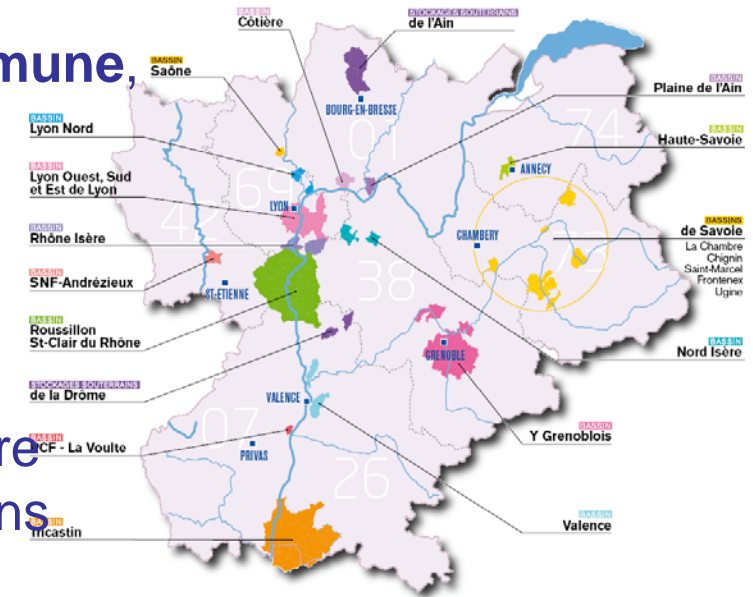 mune,
BASSIN
Côtière
STOCKAGES SOUTERRAINS
de l'Ain
BASSIN
Saône
BASSIN
Plaine de l'Ain
BOURG-EN-BRESSE
01
74
BASSIN
Lyon Nord
BASSIN
Haute-Savoie
ANNECY
BASSIN
Lyon Ouest, Sud
et Est de Lyon
69
42
LYON
BASSIN
Rhône Isère
CHAMBERY
73
BASSINS
de Savoie
La Chambre
Chignin
Saint-Marcel
Frontenex
Ugine
BASSIN
SNF-Andrézieux
ST-ETIENNE
38
BASSIN
Roussillon
St-Clair du Rhône
GRENOBLE
BASSIN
Nord Isère
STOCKAGES SOUTERRAINS
de la Drôme
VALENCE
07
BASSIN
Y Grenoblois
re
BASSIN
PCF - La Voulte
PRIVAS
26
ns
BASSIN
Tricastin
BASSIN
Valence